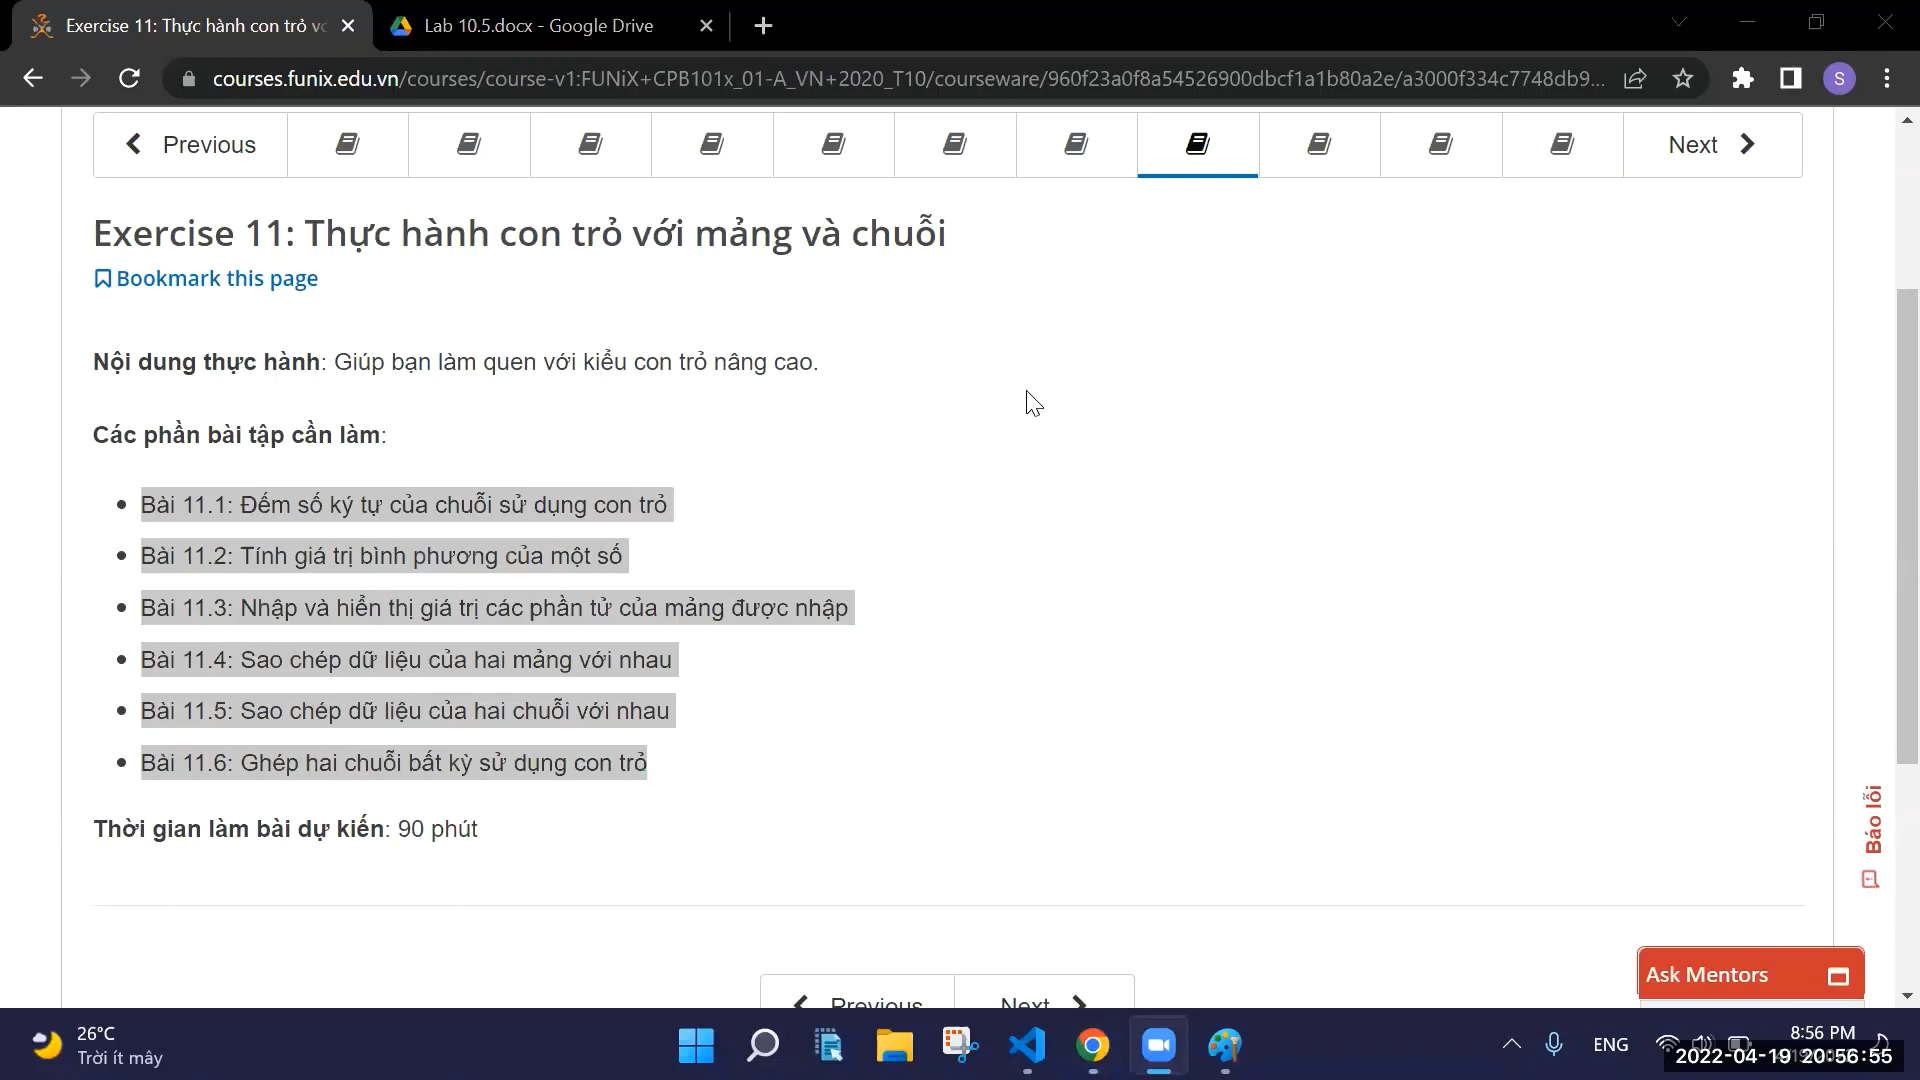 Exercise 11: Thực hành con trỏ vớ
Lab 10.5.docx - Google Drive
courses.funix.edu.vn/courses/course-v1:FUNiX+CPB101x_01-A_VN+2020_T10/courseware/960f23a0f8a54526900dbcf1a1b80a2e/a3000f334c7748db9...
S
Previous
Next
Exercise 11: Thực hành con trỏ với mảng và chuỗi
Bookmark this page
Nội dung thực hành: Giúp bạn làm quen với kiểu con trỏ nâng cao.
Các phần bài tập cần làm:
Bài 11.1: Đếm số ký tự của chuỗi sử dụng con trỏ
Bài 11.2: Tính giá trị bình phương của một số
Bài 11.3: Nhập và hiển thị giá trị các phần tử của mảng được nhập
Bài 11.4: Sao chép dữ liệu của hai mảng với nhau
Bài 11.5: Sao chép dữ liệu của hai chuỗi với nhau
Bài 11.6: Ghép hai chuỗi bất kỳ sử dụng con trỏ
Thời gian làm bài dự kiến: 90 phút
Báo lỗi
Ask Mentors
Previous
Next
26°C
Trời ít mây
ENG
8:56 PM
2022-04-19 20:56:55